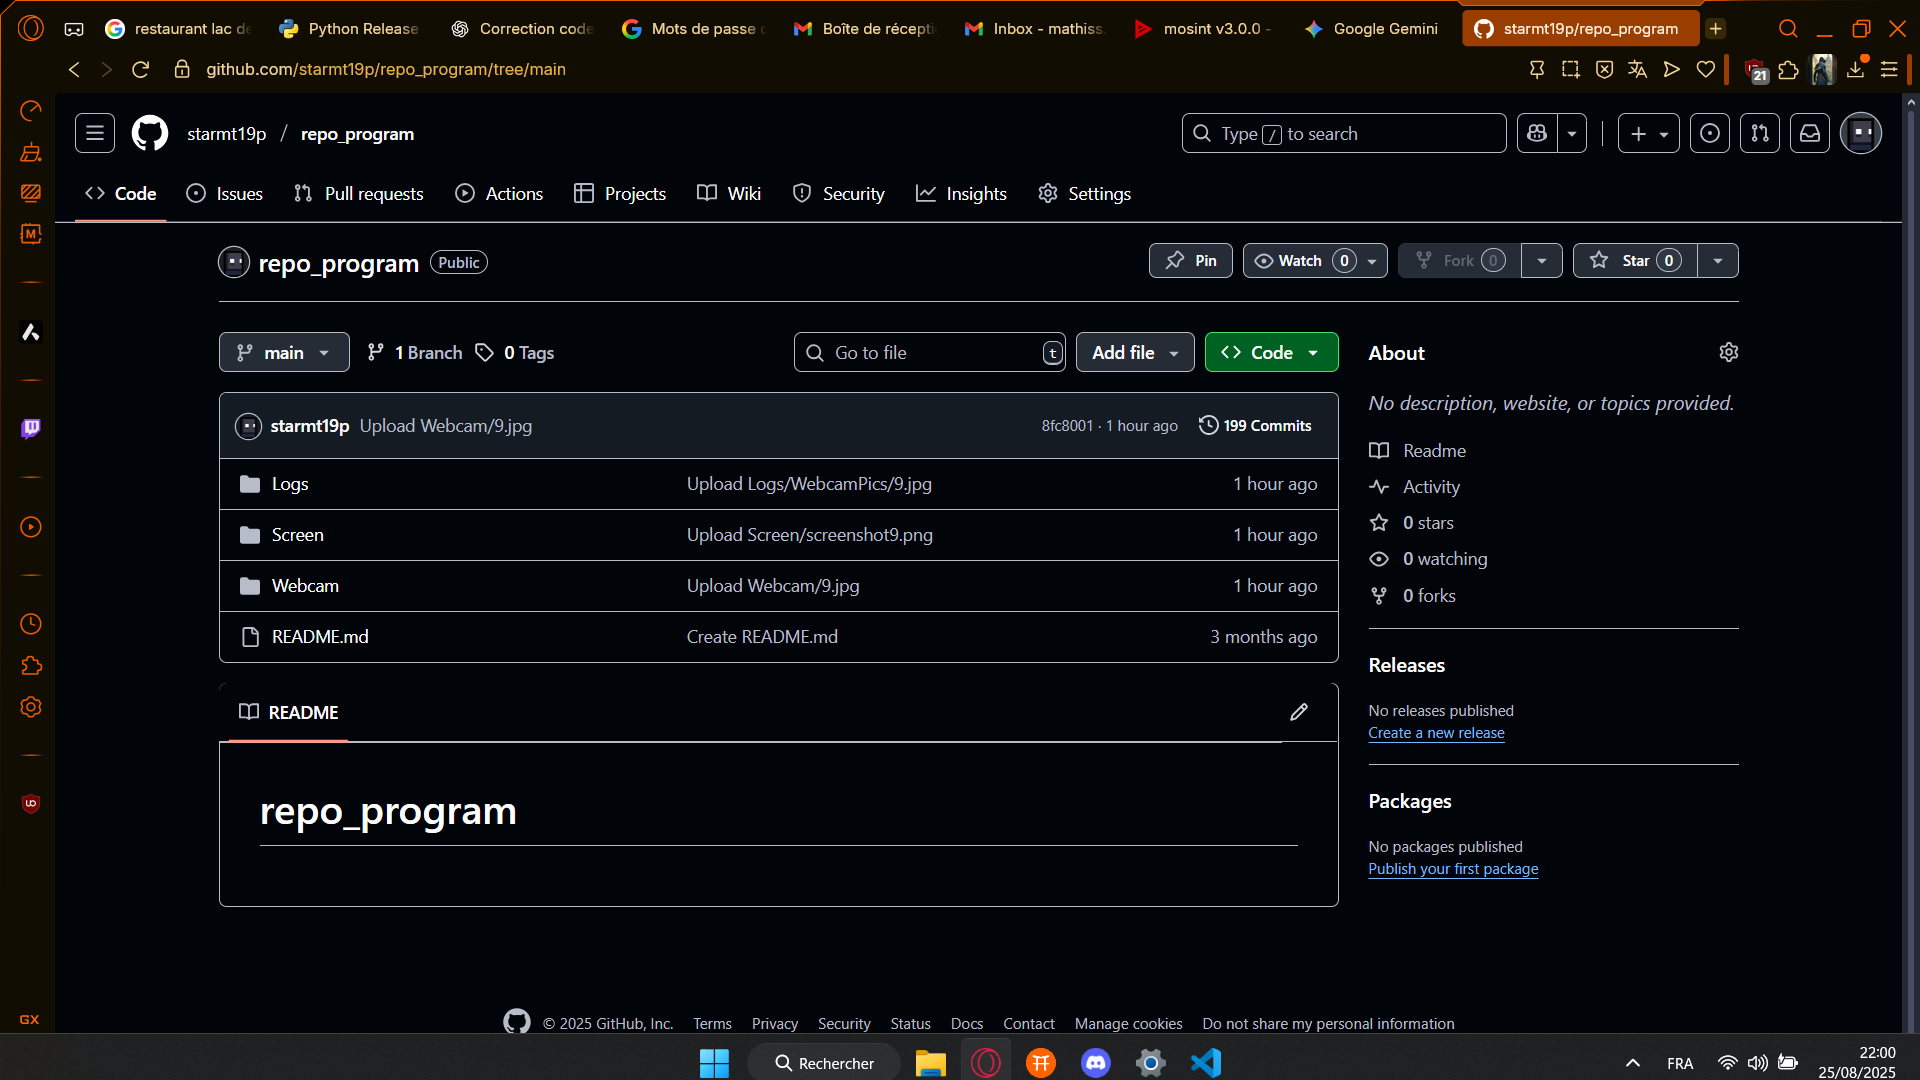 restaurant lac de
Python Release
Correction code
Mots de passe
Boîte de récepti
Inbox - mathiss.
mosint v3.0.0 -
Google Gemini
starmt19p/repo_program
github.com/starmt19p/repo_program/tree/main
21
starmt19p / repo_program
Type / to search
Code
Issues
Pull requests
Actions
Projects
Wiki
Security
Insights
Settings
repo_program Public
Pin
Watch 0
Fork 0
Star 0
main
1 Branch
0 Tags
Go to file t
Add file
Code
About
No description, website, or topics provided.
starmt19p Upload Webcam/9.jpg
8fc8001 · 1 hour ago
199 Commits
Logs Upload Logs/WebcamPics/9.jpg 1 hour ago
Screen Upload Screen/screenshot9.png 1 hour ago
Webcam Upload Webcam/9.jpg 1 hour ago
README.md Create README.md 3 months ago
Readme
Activity
0 stars
0 watching
0 forks
Releases
No releases published
Create a new release
Packages
No packages published
Publish your first package
README
repo_program
GX
© 2025 GitHub, Inc. Terms Privacy Security Status Docs Contact Manage cookies Do not share my personal information
Rechercher
FRA
22:00
25/08/2025